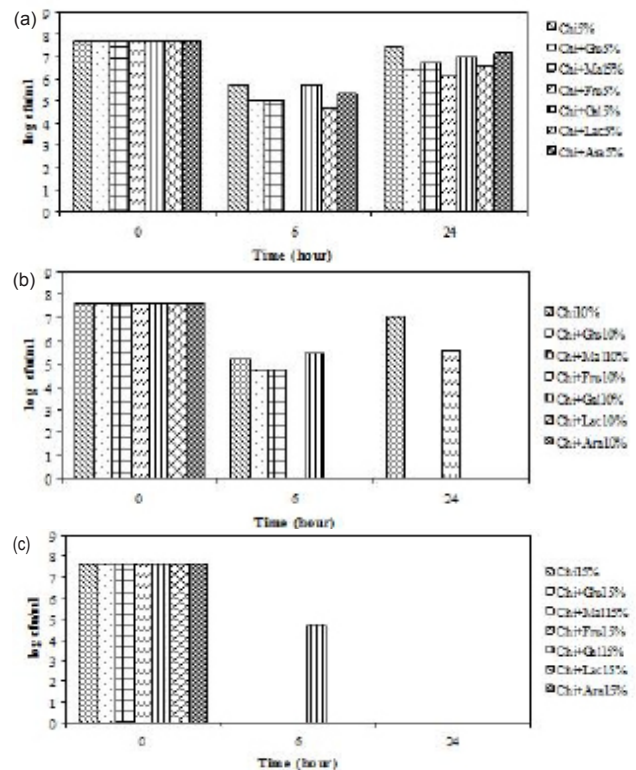 (a)
9
8
7
6
5
4
3
2
1
0
log cfu/ml
0
6
24
Time (hour)
Chi5%
Chi+Glu5%
Chi+Mal5%
Chi+Fru5%
Chi+Gal5%
Chi+Lac5%
Chi+Ara5%
(b)
9
8
7
6
5
4
3
2
1
0
log cfu/ml
0
6
24
Time (hour)
Chi10%
Chi+Glu10%
Chi+Mal10%
Chi+Fru10%
Chi+Gal10%
Chi+Lac10%
Chi+Ara10%
(c)
9
8
7
6
5
4
3
2
1
0
log cfu/ml
0
6
24
Time (hour)
Chi15%
Chi+Glu15%
Chi+Mal15%
Chi+Fru15%
Chi+Gal15%
Chi+Lac15%
Chi+Ara15%